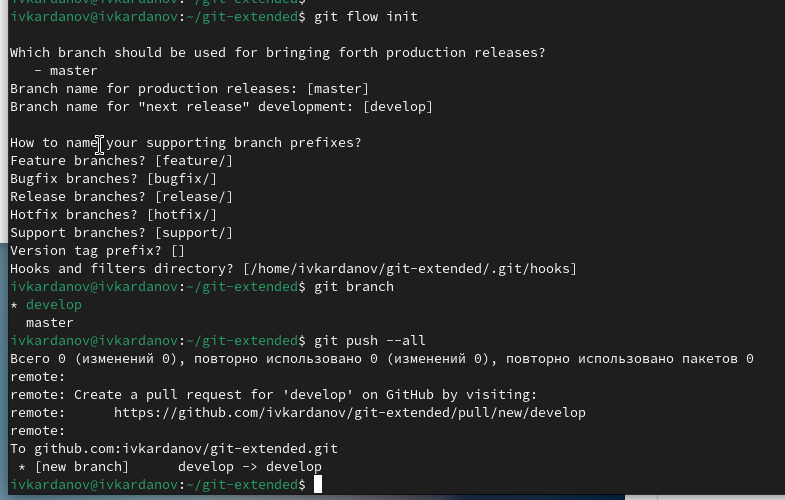 ivkardanov@ivkardanov:~/git-extended$
ivkardanov@ivkardanov:~/git-extended$ git flow init

Which branch should be used for bringing forth production releases?
   - master
Branch name for production releases: [master]
Branch name for "next release" development: [develop]

How to name your supporting branch prefixes?
Feature branches? [feature/]
Bugfix branches? [bugfix/]
Release branches? [release/]
Hotfix branches? [hotfix/]
Support branches? [support/]
Version tag prefix? []
Hooks and filters directory? [/home/ivkardanov/git-extended/.git/hooks]
ivkardanov@ivkardanov:~/git-extended$ git branch
* develop
  master
ivkardanov@ivkardanov:~/git-extended$ git push --all
Всего 0 (изменений 0), повторно использовано 0 (изменений 0), повторно использовано пакетов 0
remote:
remote: Create a pull request for 'develop' on GitHub by visiting:
remote:      https://github.com/ivkardanov/git-extended/pull/new/develop
remote:
To github.com:ivkardanov/git-extended.git
 * [new branch]      develop -> develop
ivkardanov@ivkardanov:~/git-extended$